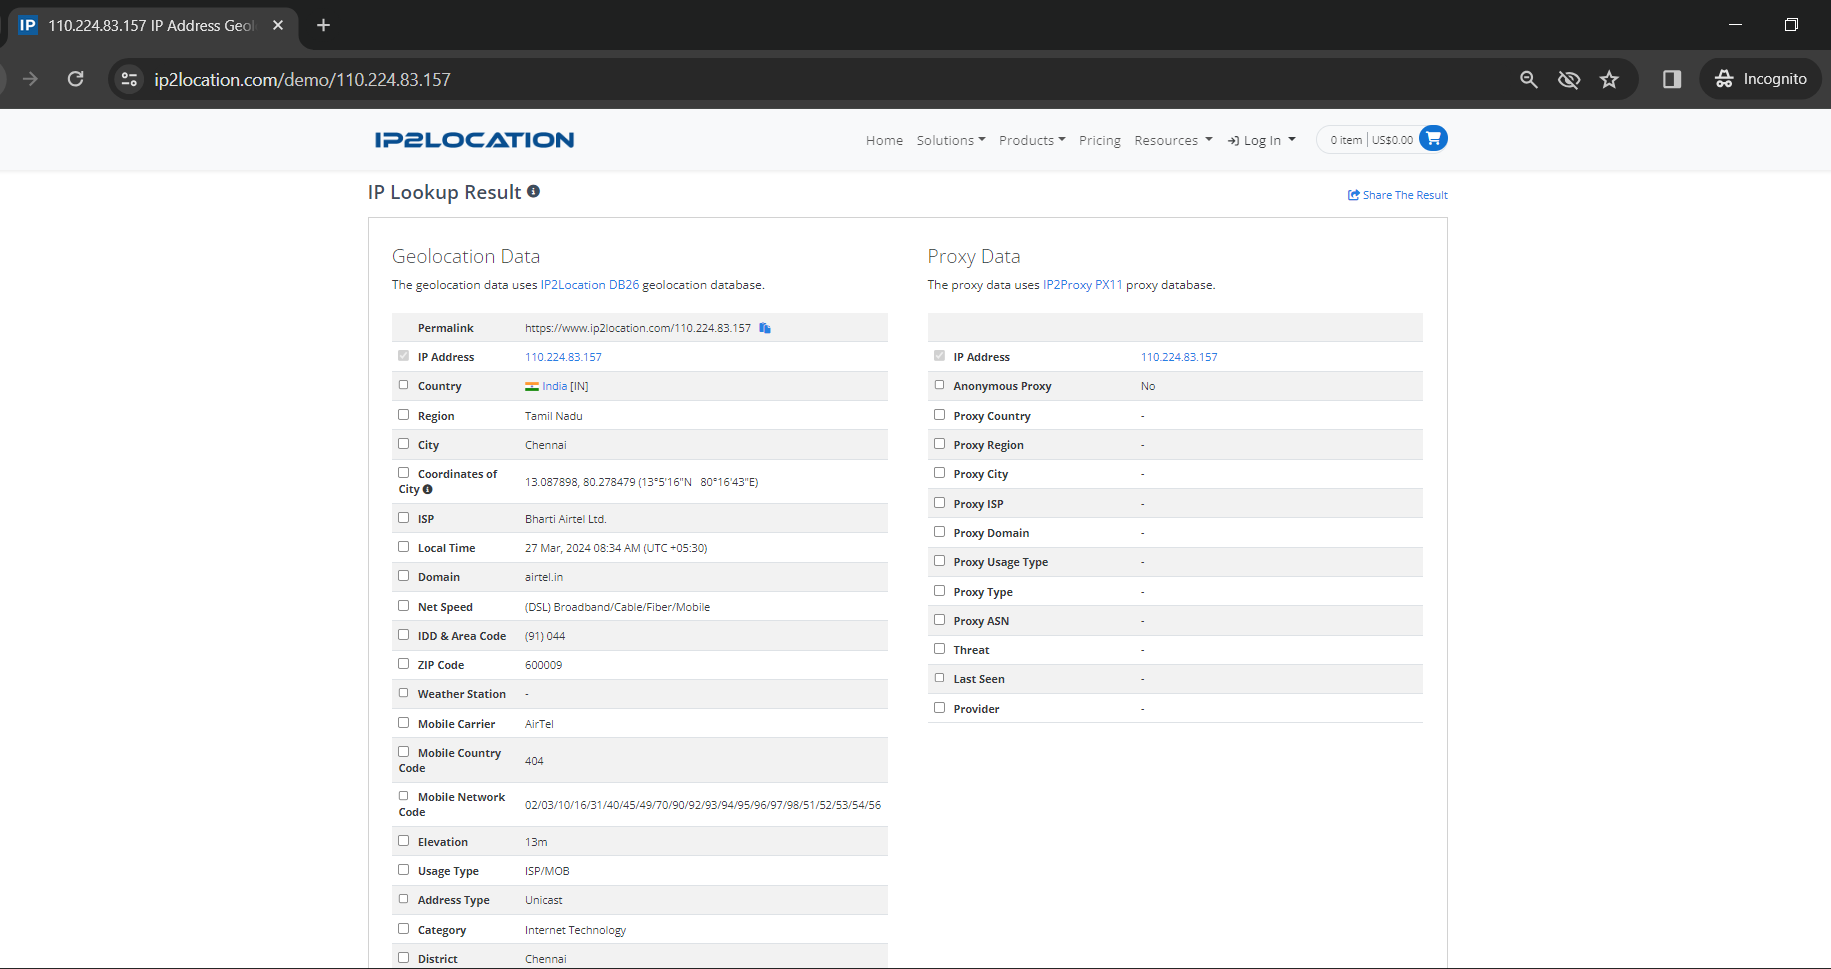 IP 110.224.83.157 IP Address Geol
ip2location.com/demo/110.224.83.157
Incognito
IP2LOCATION
Home Solutions Products Pricing Resources Log In 0 item US$0.00
IP Lookup Result
Share The Result
Geolocation Data
The geolocation data uses IP2Location DB26 geolocation database.
Permalink https://www.ip2location.com/110.224.83.157
IP Address 110.224.83.157
Country India [IN]
Region Tamil Nadu
City Chennai
Coordinates of City 13.087898, 80.278479 (13°5'16"N 80°16'43"E)
ISP Bharti Airtel Ltd.
Local Time 27 Mar, 2024 08:34 AM (UTC +05:30)
Domain airtel.in
Net Speed (DSL) Broadband/Cable/Fiber/Mobile
IDD & Area Code (91) 044
ZIP Code 600009
Weather Station -
Mobile Carrier AirTel
Mobile Country Code 404
Mobile Network Code 02/03/10/16/31/40/45/49/70/90/92/93/94/95/96/97/98/51/52/53/54/56
Elevation 13m
Usage Type ISP/MOB
Address Type Unicast
Category Internet Technology
District Chennai
Proxy Data
The proxy data uses IP2Proxy PX11 proxy database.
IP Address 110.224.83.157
Anonymous Proxy No
Proxy Country -
Proxy Region -
Proxy City -
Proxy ISP -
Proxy Domain -
Proxy Usage Type -
Proxy Type -
Proxy ASN -
Threat -
Last Seen -
Provider -